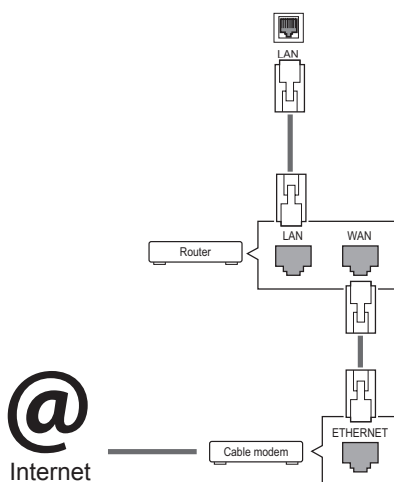 LAN
LAN WAN
Router
ETHERNET
@
Cable modem
Internet